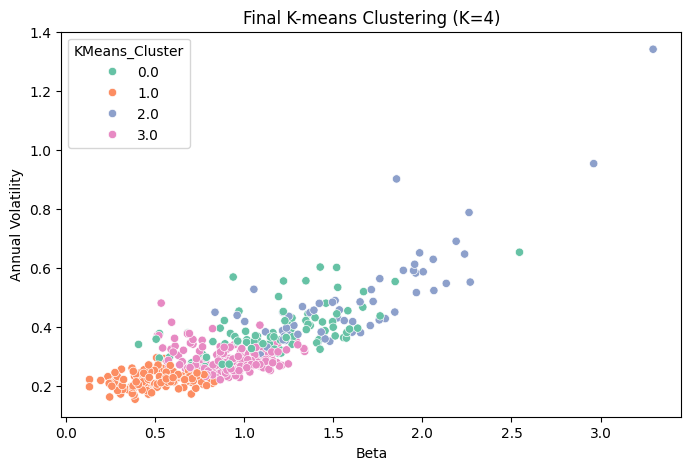 Final K-means Clustering (K=4)
KMeans_Cluster
0.0
1.0
2.0
3.0
Annual Volatility
1.4
1.2
1.0
0.8
0.6
0.4
0.2
0.0 0.5 1.0 1.5 2.0 2.5 3.0
Beta